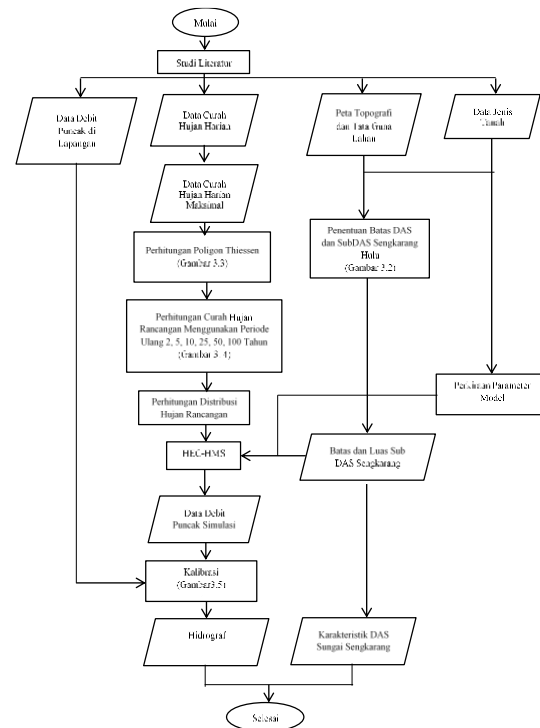 Mulai
Studi Literatur
Data Debit
Puncak di
Lapangan
Data Curah
Hujan Harian
Peta Topografi
dan Tata Guna
Lahan
Data Jenis
Tanah
Data Curah
Hujan Harian
Maksimal
Perhitungan Poligon Thiessen
(Gambar 3.3)
Penentuan Batas DAS
dan SubDAS Sengkarang
Hulu
(Gambar 3.2)
Perhitungan Curah Hujan
Rancangan Menggunakan Periode
Ulang 2, 5, 10, 25, 50, 100 Tahun
(Gambar 3.4)
Perkiraan Parameter
Model
Perhitungan Distribusi
Hujan Rancangan
HEC-HMS
Batas dan Luas Sub
DAS Sengkarang
Data Debit
Puncak Simulasi
Kalibrasi
(Gambar3.5)
Hidrograf
Karakteristik DAS
Sungai Sengkarang
Selesai